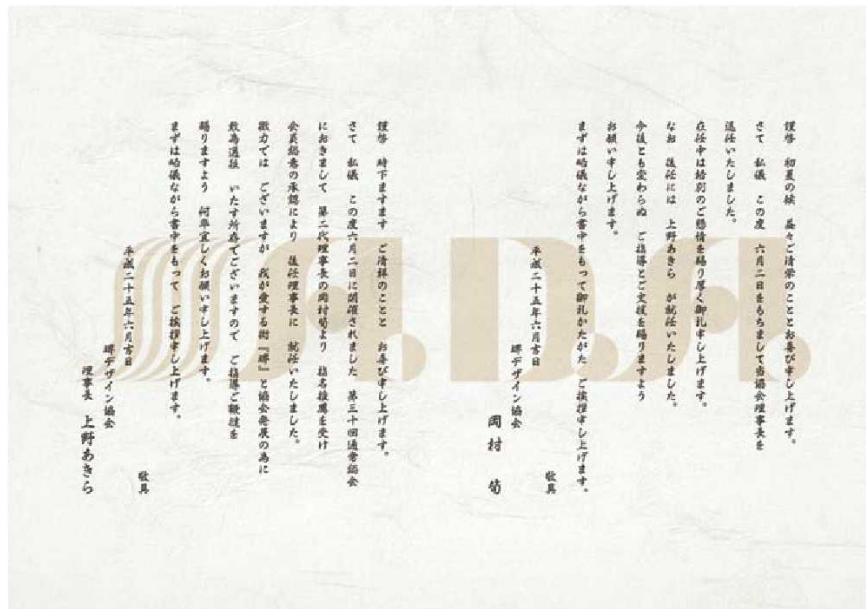 謹啓 初夏の候 益々ご清栄のこととお喜び申し上げます。
さて 私儀 この度 六月二日をもちまして当協会理事長を
退任いたしました。
在任中は格別のご懇情を賜り厚く御礼申し上げます。
なお 後任には 上野あきら が就任いたしました。
今後とも変わらぬ ご指導とご支援を賜りますよう
お願い申し上げます。
まずは略儀ながら書中をもって御礼かたがた ご挨拶申し上げます。
敬具
平成二十五年六月吉日
堺デザイン協会
岡村 筍
謹啓 時下ますます ご清祥のことと お喜び申し上げます。
さて 私儀 この度六月二日に開催されました 第三十回通常総会
におきまして 第二代理事長の岡村筍より 指名推薦を受け
会員総意の承認により 後任理事長に 就任いたしました。
微力では ございますが 我が愛する街『堺』と協会発展の為に
敢為邁往 いたす所存でございますので ご指導ご鞭撻を
賜りますよう 何卒宜しくお願い申し上げます。
まずは略儀ながら書中をもって ご挨拶申し上げます。
敬具
平成二十五年六月吉日
堺デザイン協会
理事長 上野あきら
S.D.A.